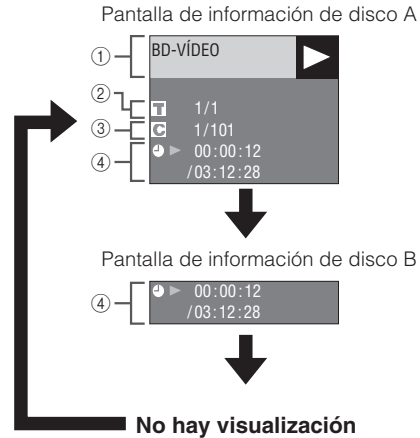 Pantalla de información de disco A
① BD-VÍDEO
② T 1/1
③ C 1/101
④ 00:00:12
/03:12:28
Pantalla de información de disco B
④ 00:00:12
/03:12:28
No hay visualización